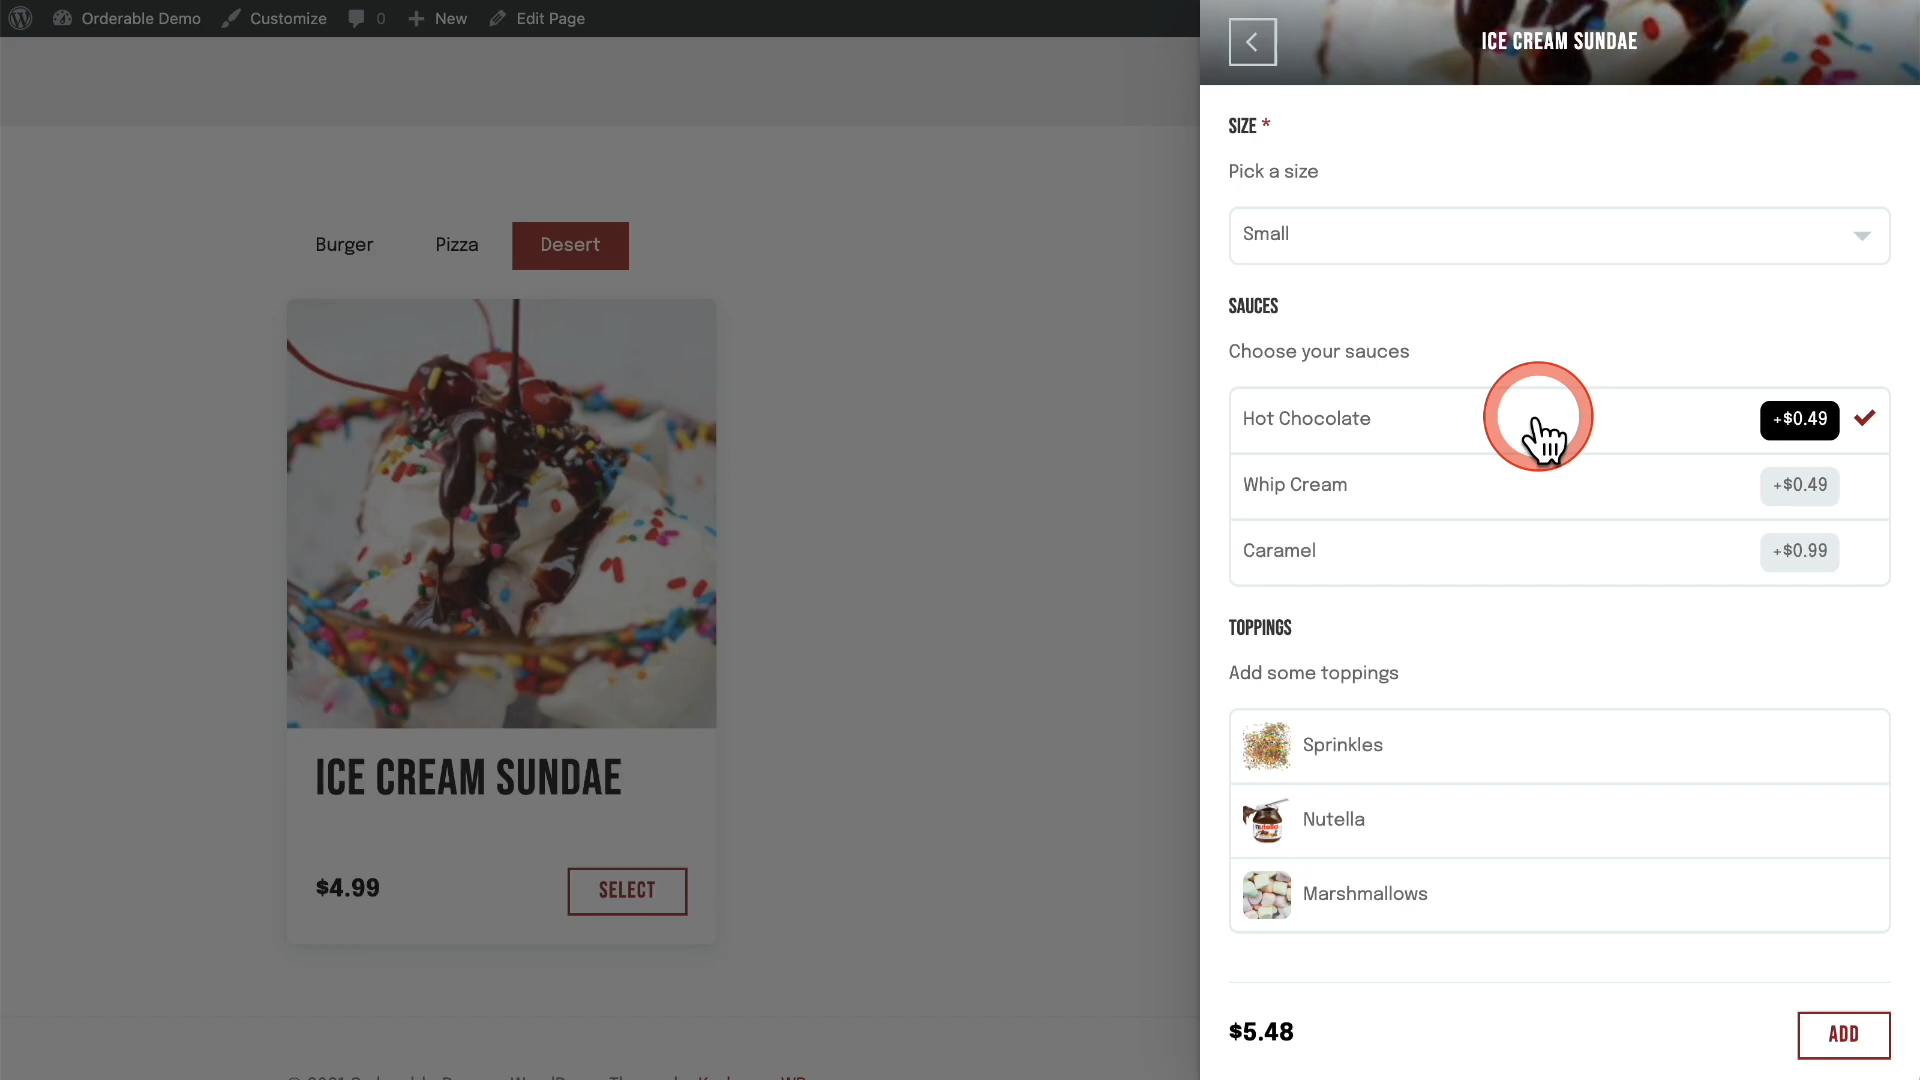 Orderable Demo Customize 0 New Edit Page
Burger Pizza Desert
ICE CREAM SUNDAE
$4.99 SELECT
ICE CREAM SUNDAE
SIZE *
Pick a size
Small
SAUCES
Choose your sauces
Hot Chocolate +$0.49
Whip Cream +$0.49
Caramel +$0.99
TOPPINGS
Add some toppings
Sprinkles
Nutella
Marshmallows
$5.48 ADD